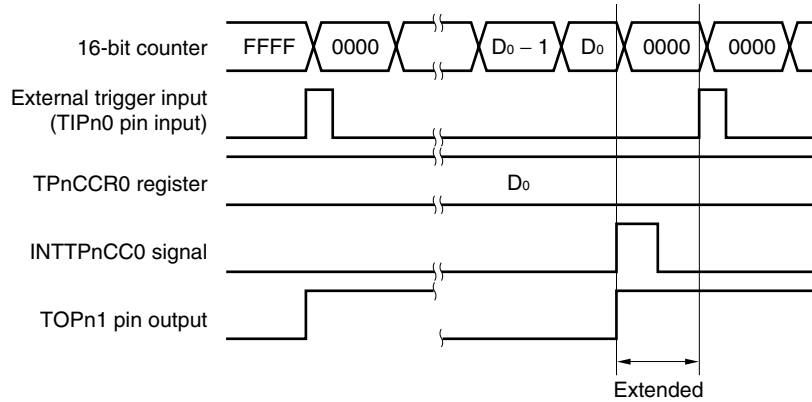 16-bit counter FFFF 0000 D0 − 1 D0 0000 0000
External trigger input
(TIPn0 pin input)
TPnCCR0 register D0
INTTPnCC0 signal
TOPn1 pin output
Extended